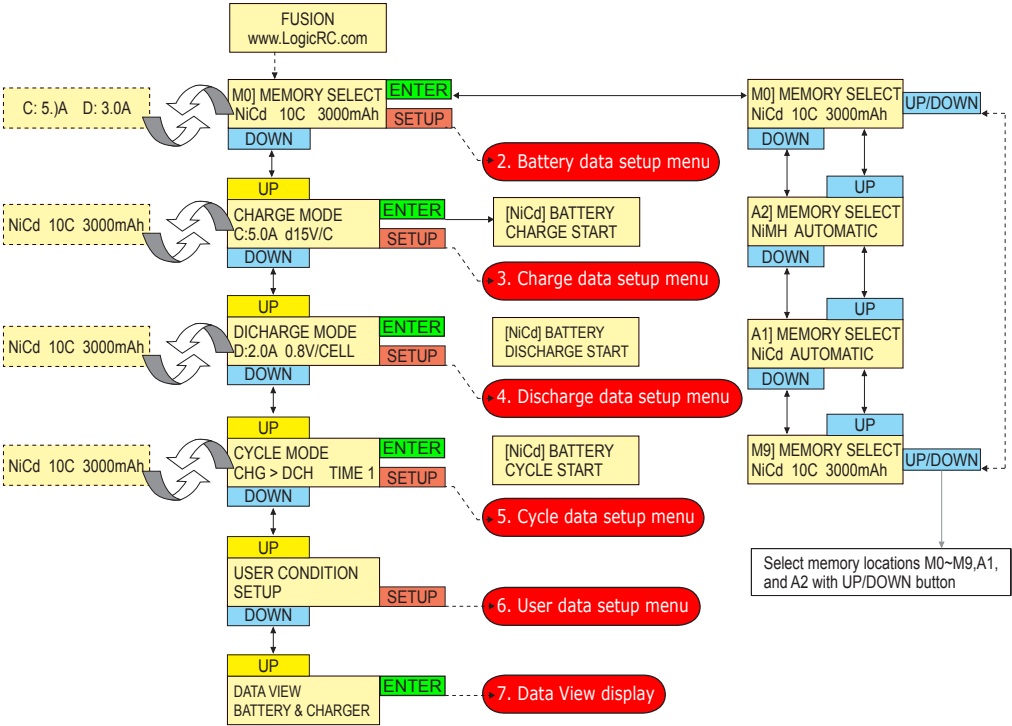 FUSION
www.LogicRC.com
C: 5.)A D: 3.0A
M0] MEMORY SELECT
NiCd 10C 3000mAh
ENTER
SETUP
DOWN
2. Battery data setup menu
UP
NiCd 10C 3000mAh
CHARGE MODE
C:5.0A d15V/C
ENTER
SETUP
DOWN
[NiCd] BATTERY
CHARGE START
3. Charge data setup menu
UP
NiCd 10C 3000mAh
DICHARGE MODE
D:2.0A 0.8V/CELL
ENTER
SETUP
DOWN
[NiCd] BATTERY
DISCHARGE START
4. Discharge data setup menu
UP
NiCd 10C 3000mAh
CYCLE MODE
CHG > DCH TIME 1
ENTER
SETUP
DOWN
[NiCd] BATTERY
CYCLE START
5. Cycle data setup menu
UP
USER CONDITION
SETUP
SETUP
DOWN
6. User data setup menu
UP
DATA VIEW
BATTERY & CHARGER
ENTER
7. Data View display
M0] MEMORY SELECT
NiCd 10C 3000mAh
UP/DOWN
DOWN
UP
A2] MEMORY SELECT
NiMH AUTOMATIC
DOWN
UP
A1] MEMORY SELECT
NiCd AUTOMATIC
DOWN
UP
M9] MEMORY SELECT
NiCd 10C 3000mAh
UP/DOWN
Select memory locations M0~M9,A1,
and A2 with UP/DOWN button